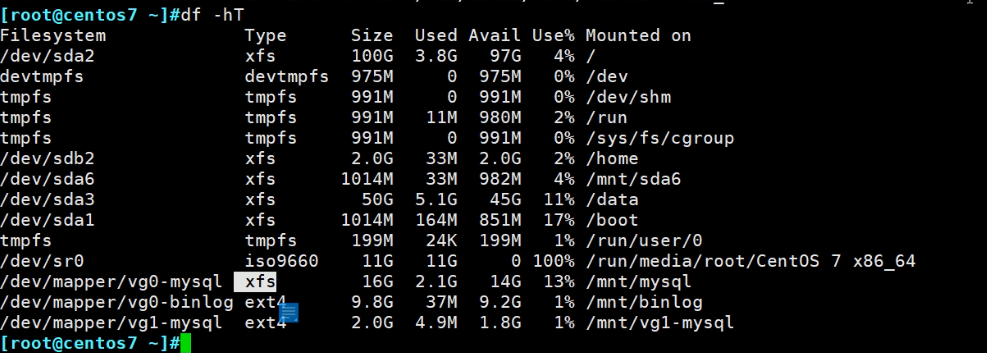 [root@centos7 ~]#df -hT
Filesystem Type Size Used Avail Use% Mounted on
/dev/sda2 xfs 100G 3.8G 97G 4% /
devtmpfs devtmpfs 975M 0 975M 0% /dev
tmpfs tmpfs 991M 0 991M 0% /dev/shm
tmpfs tmpfs 991M 11M 980M 2% /run
tmpfs tmpfs 991M 0 991M 0% /sys/fs/cgroup
/dev/sdb2 xfs 2.0G 33M 2.0G 2% /home
/dev/sda6 xfs 1014M 33M 982M 4% /mnt/sda6
/dev/sda3 xfs 50G 5.1G 45G 11% /data
/dev/sda1 xfs 1014M 164M 851M 17% /boot
tmpfs tmpfs 199M 24K 199M 1% /run/user/0
/dev/sr0 iso9660 11G 11G 0 100% /run/media/root/CentOS 7 x86_64
/dev/mapper/vg0-mysql xfs 16G 2.1G 14G 13% /mnt/mysql
/dev/mapper/vg0-binlog ext4 9.8G 37M 9.2G 1% /mnt/binlog
/dev/mapper/vg1-mysql ext4 2.0G 4.9M 1.8G 1% /mnt/vg1-mysql
[root@centos7 ~]#